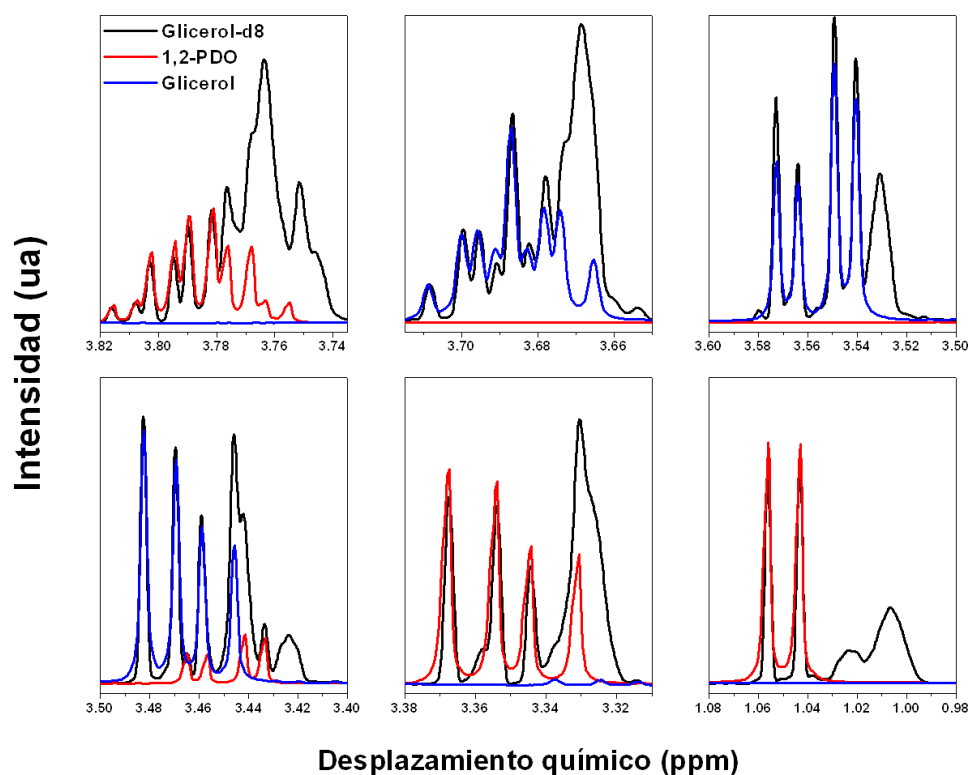 Intensidad (ua)
Glicerol-d8
1,2-PDO
Glicerol
3.82 3.80 3.78 3.76 3.74
3.70 3.68 3.66
3.60 3.58 3.56 3.54 3.52 3.50
3.50 3.48 3.46 3.44 3.42 3.40
3.38 3.36 3.34 3.32
1.08 1.06 1.04 1.02 1.00 0.98
Desplazamiento químico (ppm)